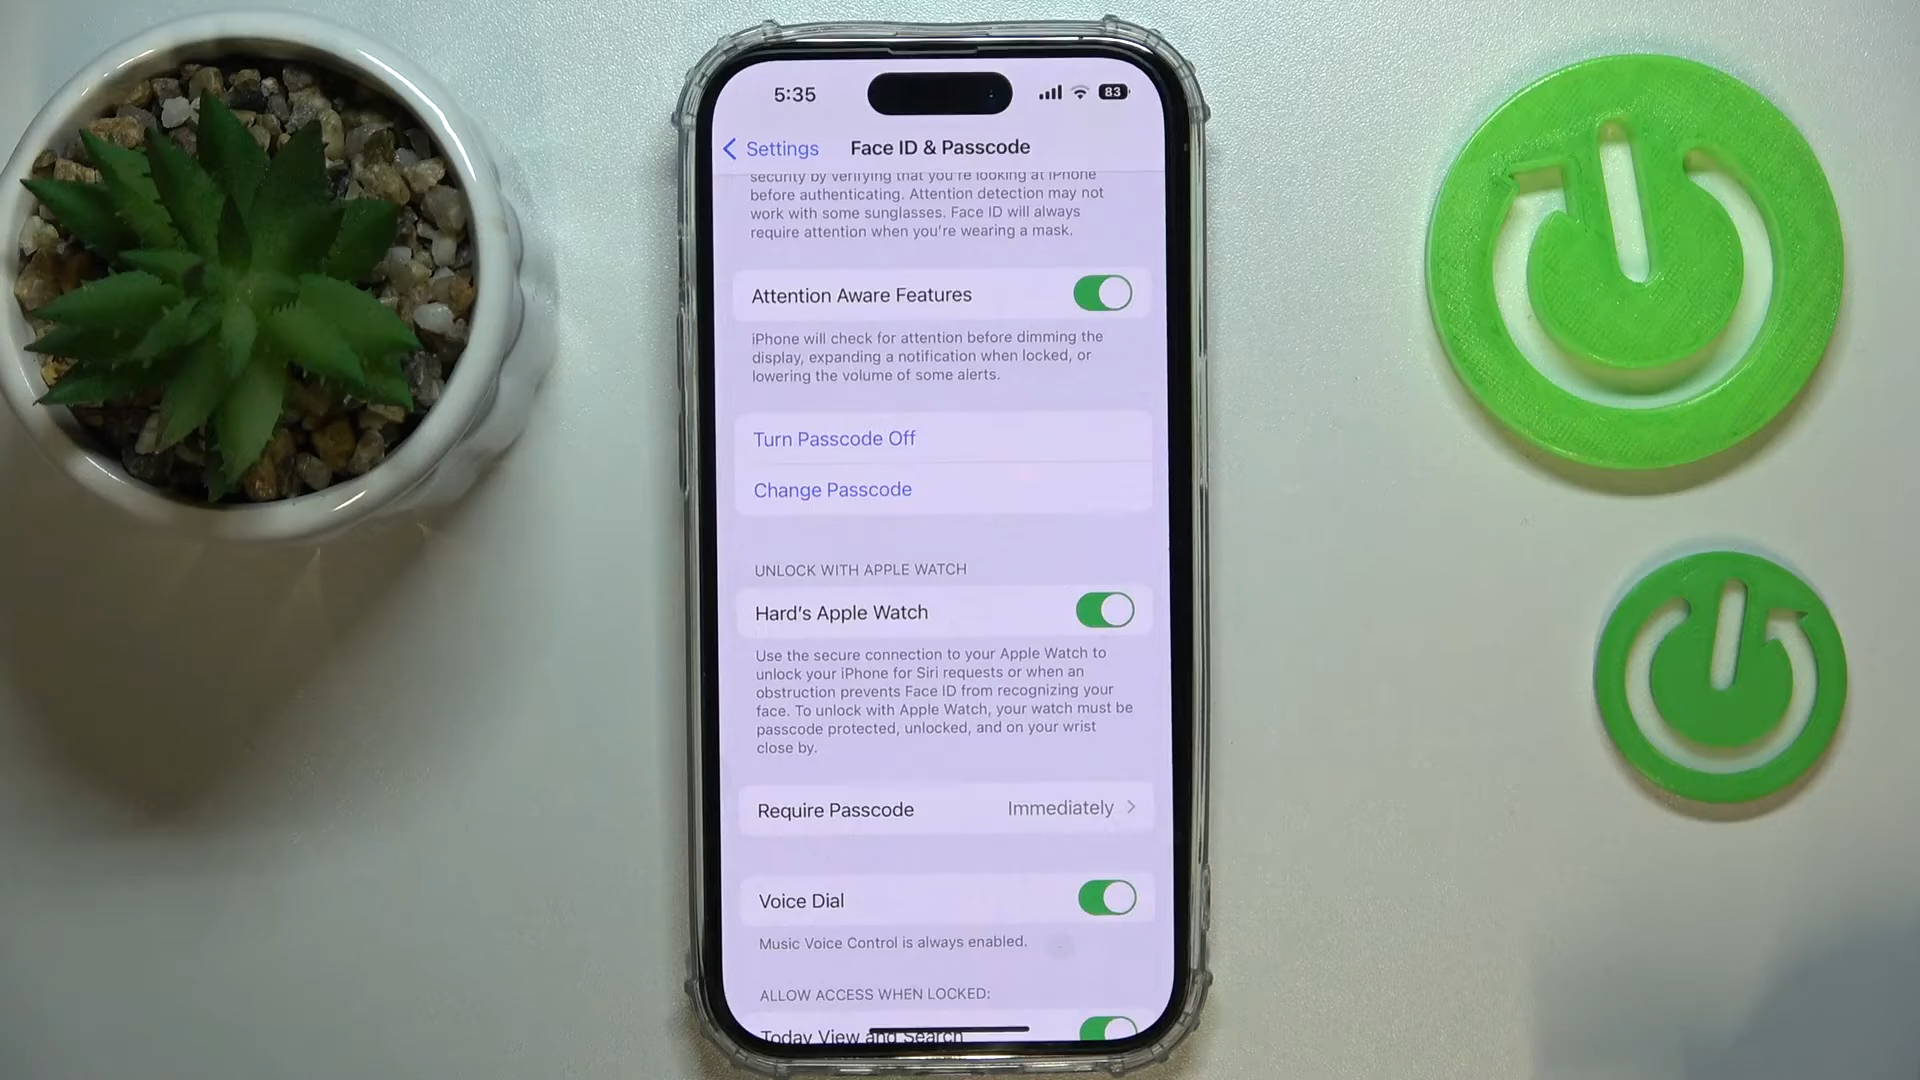 5:35
83
Settings
Face ID & Passcode
security by verifying that you're looking at iPhone
before authenticating. Attention detection may not
work with some sunglasses. Face ID will always
require attention when you're wearing a mask.
Attention Aware Features
iPhone will check for attention before dimming the
display, expanding a notification when locked, or
lowering the volume of some alerts.
Turn Passcode Off
Change Passcode
UNLOCK WITH APPLE WATCH
Hard's Apple Watch
Use the secure connection to your Apple Watch to
unlock your iPhone for Siri requests or when an
obstruction prevents Face ID from recognizing your
face. To unlock with Apple Watch, your watch must be
passcode protected, unlocked, and on your wrist
close by.
Require Passcode
Immediately
Voice Dial
Music Voice Control is always enabled.
ALLOW ACCESS WHEN LOCKED:
Today View and Search